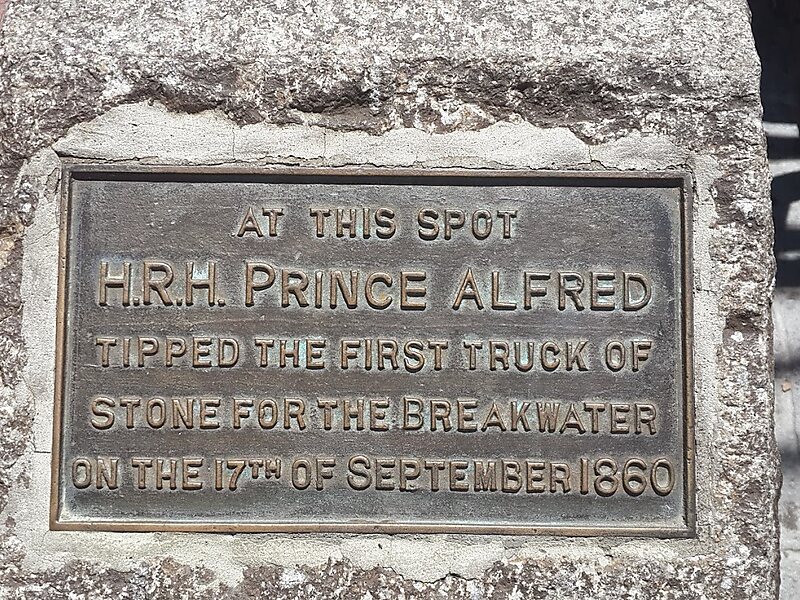 AT THIS SPOT
H.R.H. PRINCE ALFRED
TIPPED THE FIRST TRUCK OF
STONE FOR THE BREAKWATER
ON THE 17TH OF SEPTEMBER 1860